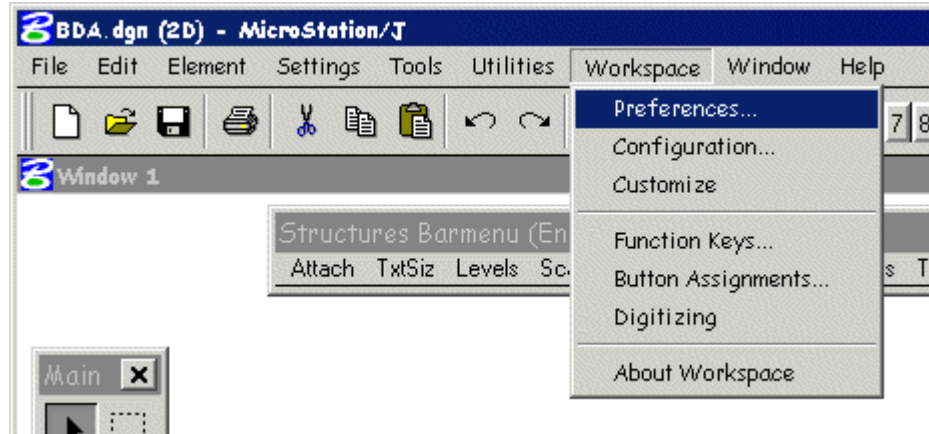 BDA.dgn (2D) - MicroStation/J
File Edit Element Settings Tools Utilities Workspace Window Help
Preferences...
7 8
Configuration...
Window 1
Customize
Structures Barmenu (En
Function Keys...
Attach TxtSiz Levels Sc
s T
Button Assignments...
Digitizing
Main
About Workspace